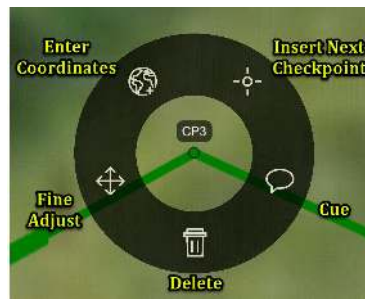 Enter
Coordinates
Insert Next
Checkpoint
CP3
Fine
Adjust
Cue
Delete